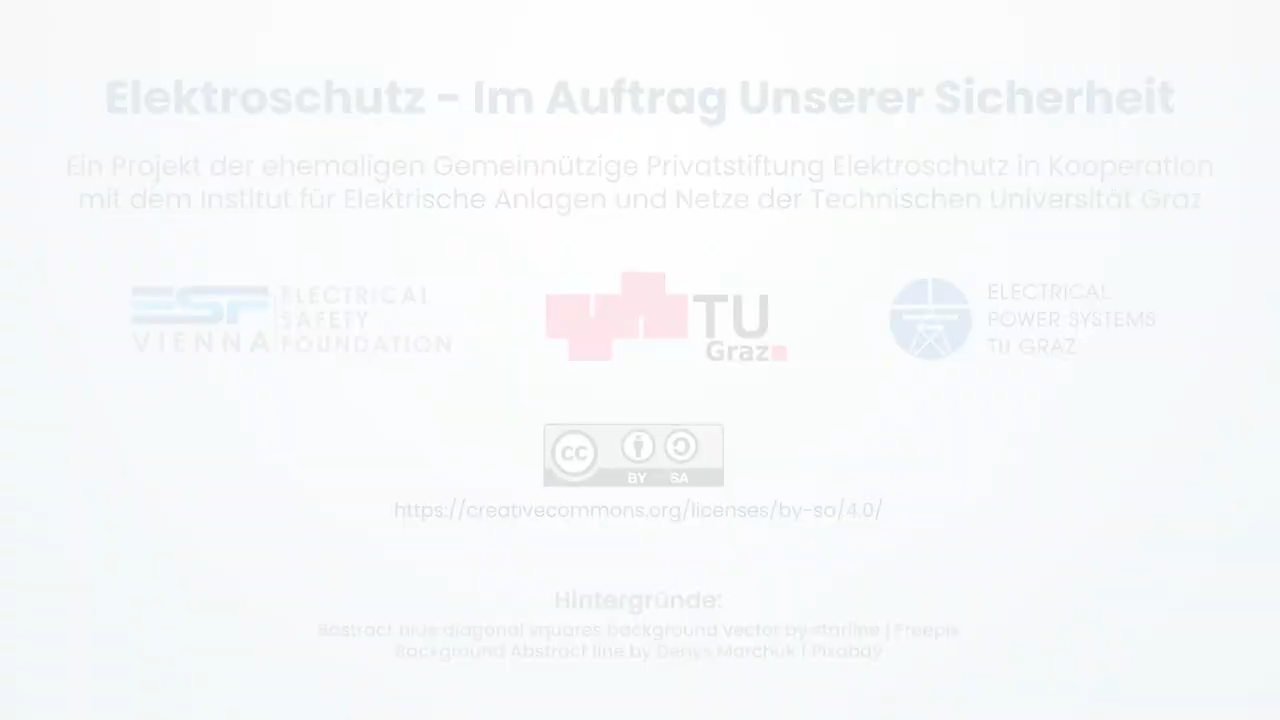 Elektroschutz - Im Auftrag Unserer Sicherheit
Ein Projekt der ehemaligen Gemeinnützige Privatstiftung Elektroschutz in Kooperation
mit dem Institut für Elektrische Anlagen und Netze der Technischen Universität Graz
ESF
VIENNA
ELECTRICAL
SAFETY
FOUNDATION
TU
Graz
ELECTRICAL
POWER SYSTEMS
TU GRAZ
CC
BY SA
https://creativecommons.org/licenses/by-sa/4.0/
Hintergründe:
Bastract blue diagonal squares background vector by starline | Freepik
Background Abstract line by Denys Marchuk | Pixabay